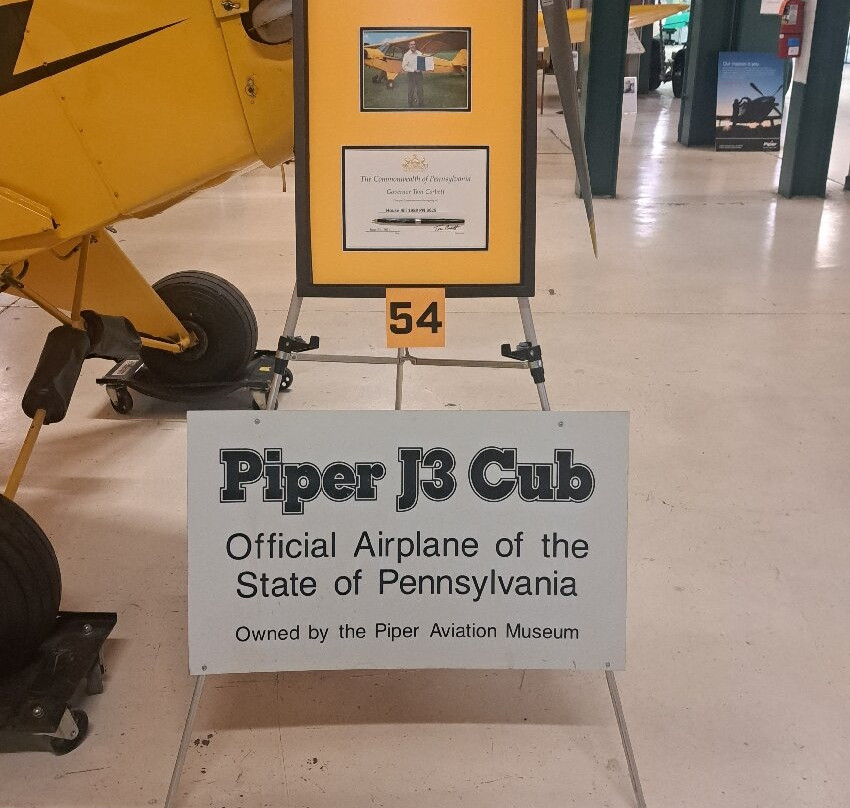 The Commonwealth of Pennsylvania
Governor Tom Corbett
54
Piper J3 Cub
Official Airplane of the
State of Pennsylvania
Owned by the Piper Aviation Museum
Piper